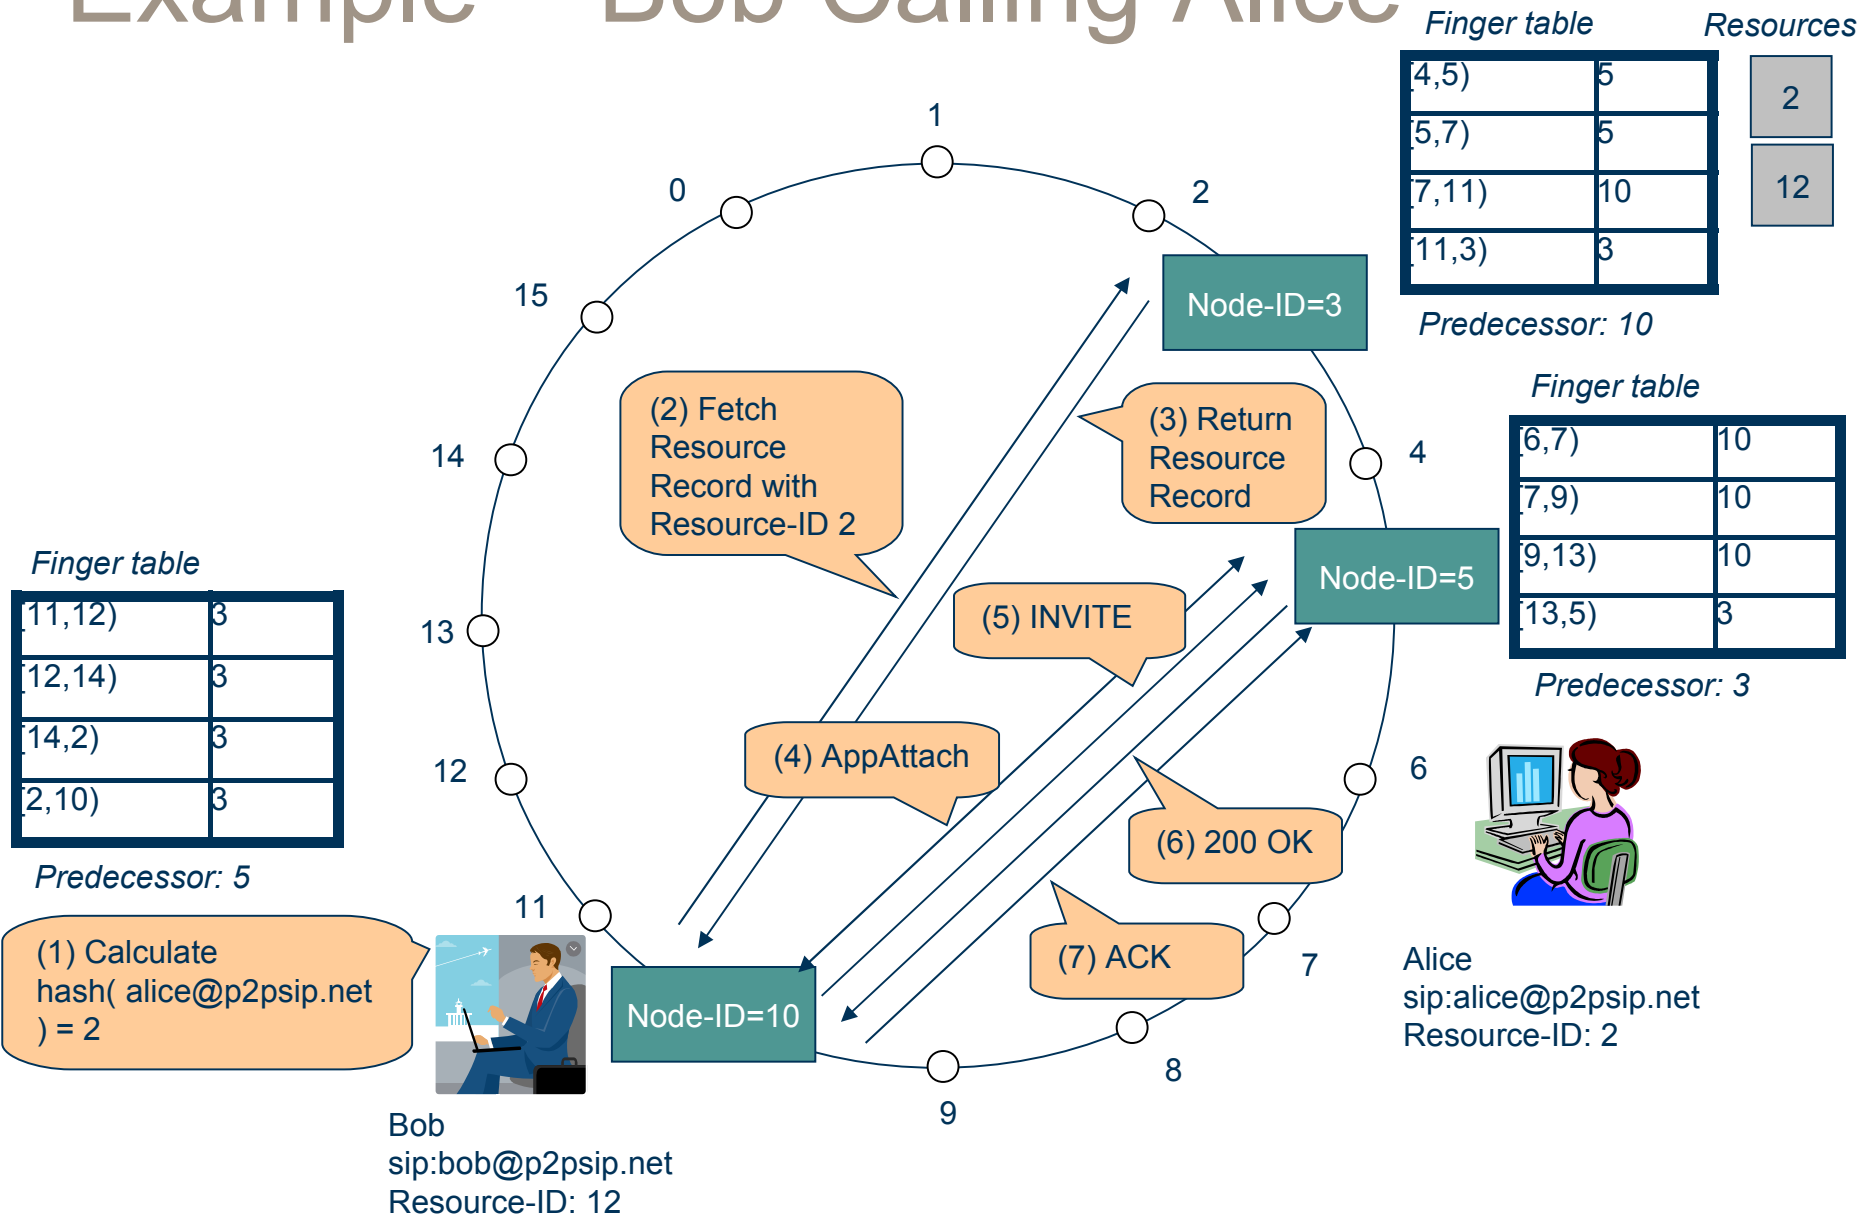 Example – Bob Calling Alice
Finger table
Resources
[4,5) 5
[5,7) 5
[7,11) 10
[11,3) 3
2
12
Predecessor: 10
1
0
2
15
14
13
12
11
4
6
7
8
9
Node-ID=3
Node-ID=5
Node-ID=10
(2) Fetch
Resource
Record with
Resource-ID 2
(3) Return
Resource
Record
Finger table
[6,7) 10
[7,9) 10
[9,13) 10
[13,5) 3
Predecessor: 3
Finger table
[11,12) 3
[12,14) 3
[14,2) 3
[2,10) 3
Predecessor: 5
(5) INVITE
(4) AppAttach
(6) 200 OK
(7) ACK
(1) Calculate
hash( alice@p2psip.net
) = 2
Alice
sip:alice@p2psip.net
Resource-ID: 2
Bob
sip:bob@p2psip.net
Resource-ID: 12